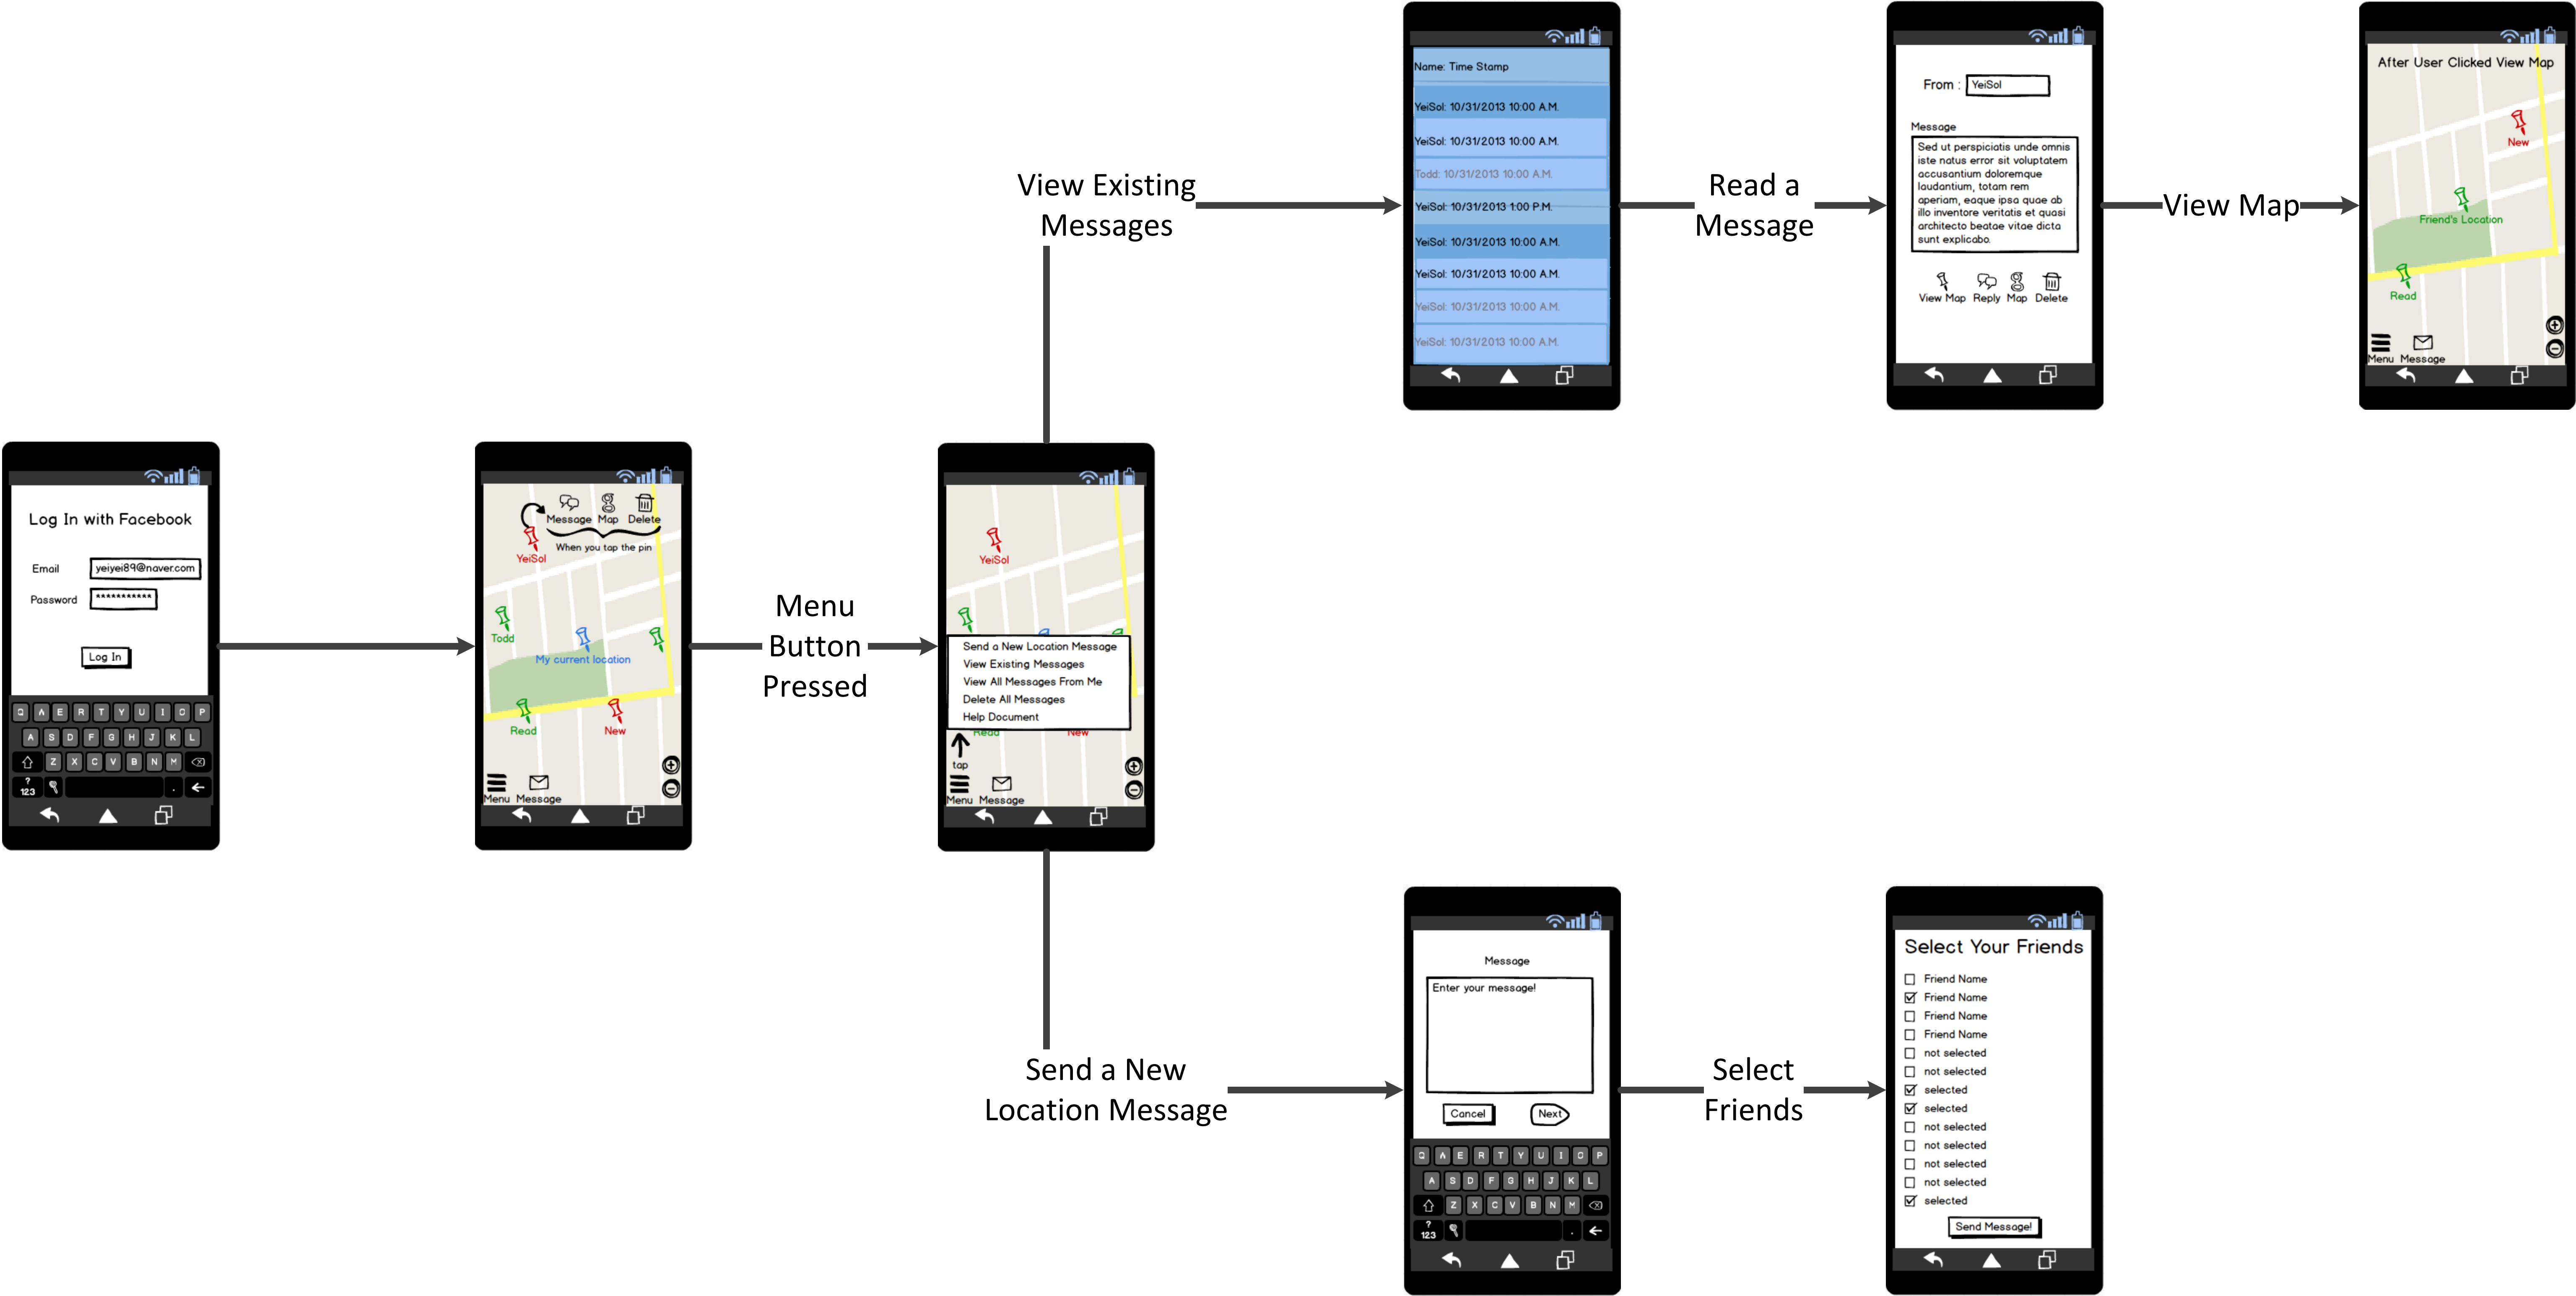 Log In with Facebook
Email yeiyei89@naver.com
Password ***********
Log In
Q A E R T Y U I O P
A S D F G H J K L
Z X C V B N M
?
123 . 
Message Map Delete
When you tap the pin
YeiSol
Todd
My current location
Read New
Menu Message
Menu
Button
Pressed
YeiSol
Send a New Location Message
View Existing Messages
View All Messages From Me
Delete All Messages
Help Document
Read New
tap
Menu Message
View Existing
Messages
Name: Time Stamp
YeiSol: 10/31/2013 10:00 A.M.
YeiSol: 10/31/2013 10:00 A.M.
Todd: 10/31/2013 10:00 A.M.
YeiSol: 10/31/2013 1:00 P.M.
YeiSol: 10/31/2013 10:00 A.M.
YeiSol: 10/31/2013 10:00 A.M.
YeiSol: 10/31/2013 10:00 A.M.
YeiSol: 10/31/2013 10:00 A.M.
Read a
Message
From : YeiSol
Message
Sed ut perspiciatis unde omnis
iste natus error sit voluptatem
accusantium doloremque
laudantium, totam rem
aperiam, eaque ipsa quae ab
illo inventore veritatis et quasi
architecto beatae vitae dicta
sunt explicabo.
View Map Reply Map Delete
View Map
After User Clicked View Map
New
Friend's Location
Read
Menu Message
Send a New
Location Message
Message
Enter your message!
Cancel Next
Q A E R T Y U I O P
A S D F G H J K L
Z X C V B N M
?
123 .
Select
Friends
Select Your Friends
Friend Name
Friend Name
Friend Name
Friend Name
not selected
not selected
selected
selected
not selected
not selected
not selected
not selected
selected
Send Message!